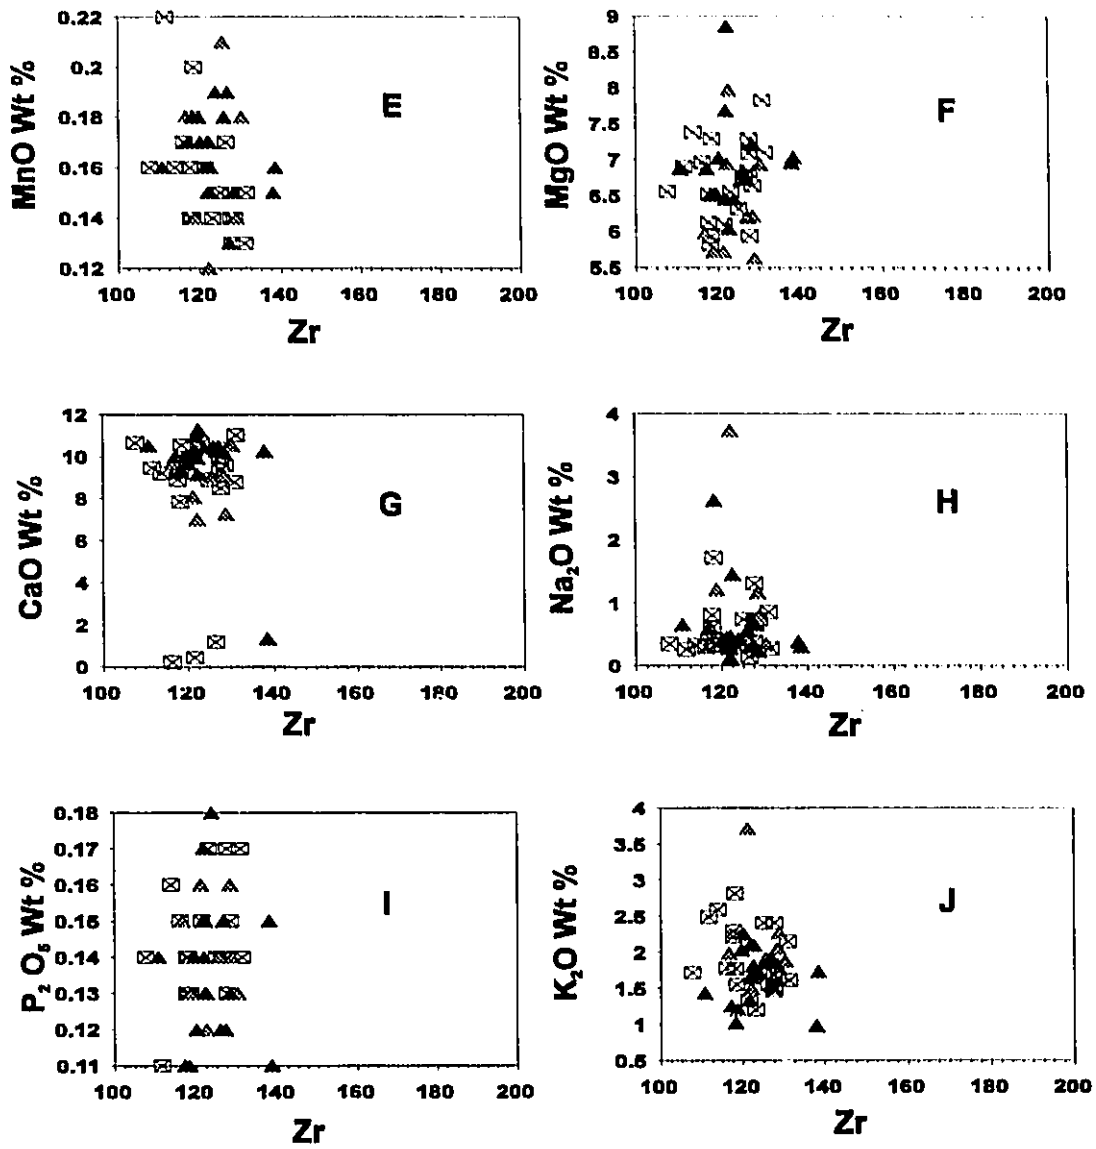 MnO Wt %
0.22
0.2
0.18
0.16
0.14
0.12
E
100 120 140 160 180 200
Zr
MgO Wt %
9
8.5
8
7.5
7
6.5
6
5.5
F
100 120 140 160 180 200
Zr
CaO Wt %
12
10
8
6
4
2
0
G
100 120 140 160 180 200
Zr
Na₂O Wt %
4
3
2
1
0
H
100 120 140 160 180 200
Zr
P₂O₅ Wt %
0.18
0.17
0.16
0.15
0.14
0.13
0.12
0.11
I
100 120 140 160 180 200
Zr
K₂O Wt %
4
3.5
3
2.5
2
1.5
1
0.5
J
100 120 140 160 180 200
Zr